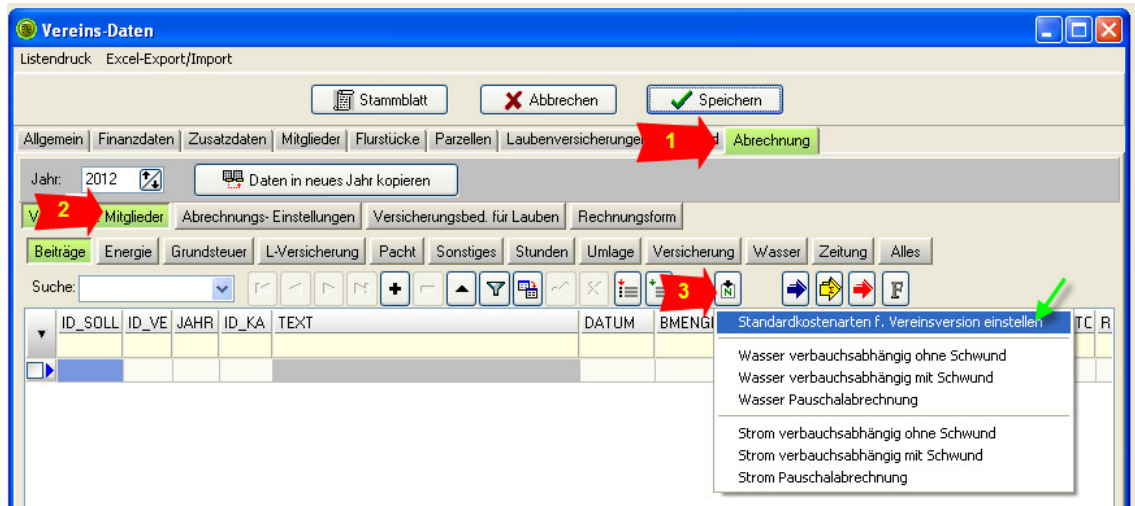 Vereins-Daten
Listendruck Excel-Export/Import
Stammblatt Abbrechen Speichern
Allgemein Finanzdaten Zusatzdaten Mitglieder Flurstücke Parzellen Laubenversicherunge 1 d Abrechnung
Jahr: 2012 Daten in neues Jahr kopieren
V 2 Mitglieder Abrechnungs- Einstellungen Versicherungsbed. für Lauben Rechnungsform
Beiträge Energie Grundsteuer L-Versicherung Pacht Sonstiges Stunden Umlage Versicherung Wasser Zeitung Alles
Suche: 3 N Σ F
ID_SOLL ID_VE JAHR ID_KA TEXT DATUM BMENG TC R
Standardkostenarten f. Vereinsversion einstellen
Wasser verbauchsabhängig ohne Schwund
Wasser verbauchsabhängig mit Schwund
Wasser Pauschalabrechnung
Strom verbauchsabhängig ohne Schwund
Strom verbauchsabhängig mit Schwund
Strom Pauschalabrechnung